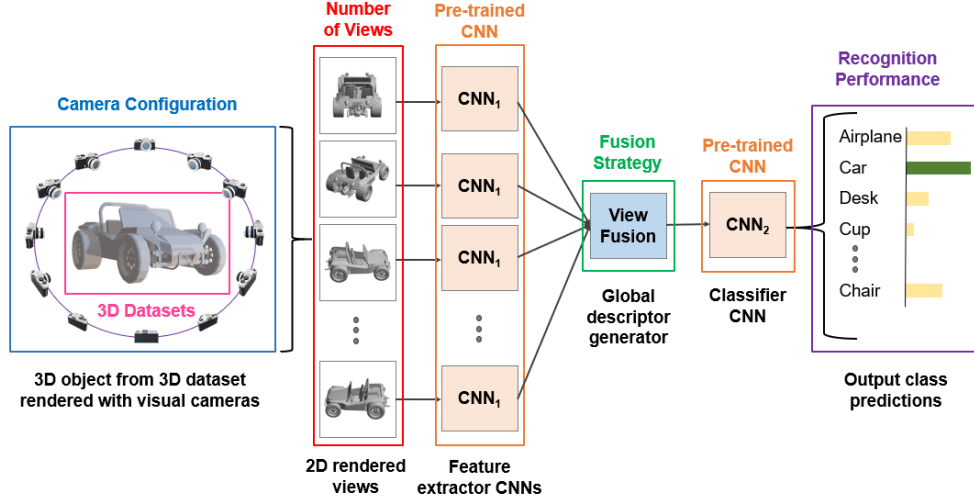 Camera Configuration
3D Datasets
3D object from 3D dataset
rendered with visual cameras
Number
of Views
2D rendered
views
Pre-trained
CNN
CNN₁
CNN₁
CNN₁
CNN₁
Feature
extractor CNNs
Fusion
Strategy
View
Fusion
Global
descriptor
generator
Pre-trained
CNN
CNN₂
Classifier
CNN
Recognition
Performance
Airplane
Car
Desk
Cup
Chair
Output class
predictions